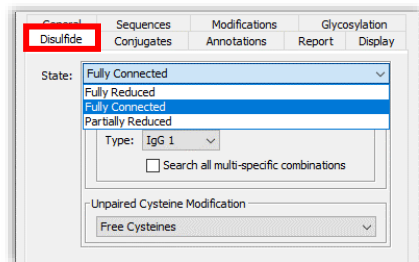 General Sequences Modifications Glycosylation
Disulfide Conjugates Annotations Report Display
State: Fully Connected
Fully Reduced
Fully Connected
Partially Reduced
Type: IgG 1
Search all multi-specific combinations
Unpaired Cysteine Modification
Free Cysteines